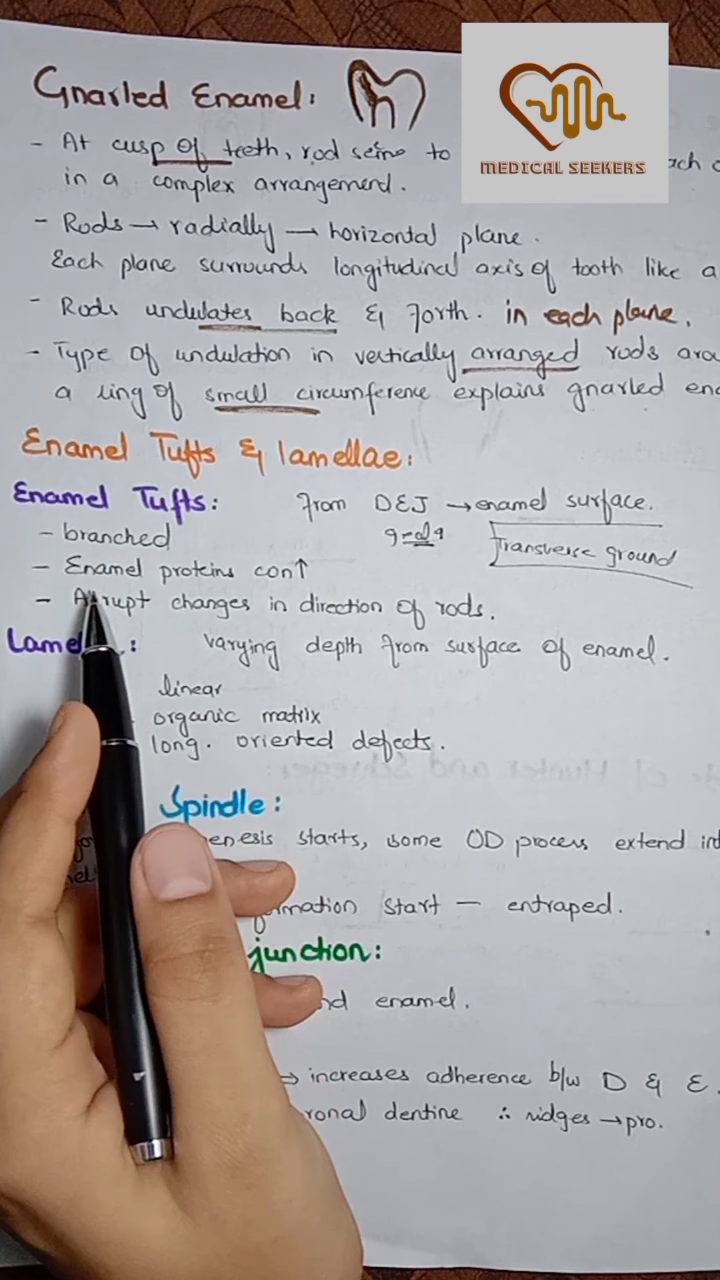 Gnarled Enamel:
MEDICAL SEEKERS
- At cusp of teeth, rod seems to
in a complex arrangement.
- Rods → radially → horizontal plane.
Each plane surrounds longitudinal axis of tooth like a
- Rods undulates back & forth. in each plane.
- Type of undulation in vertically arranged rods
a ring of small circumference explains gnarled
Enamel Tufts & lamellae:
Enamel Tufts: from DEJ → enamel surface.
- branched Transverse ground
- Enamel proteins con↑
- Abrupt changes in direction of rods.
varying depth from surface of enamel.
linear
organic matrix
long. oriented defects.
Spindle:
starts, some OD process extend
start — entraped.
junction:
enamel.
⇒ increases adherence b/w D & E.
dentine ∴ ridges → pro.